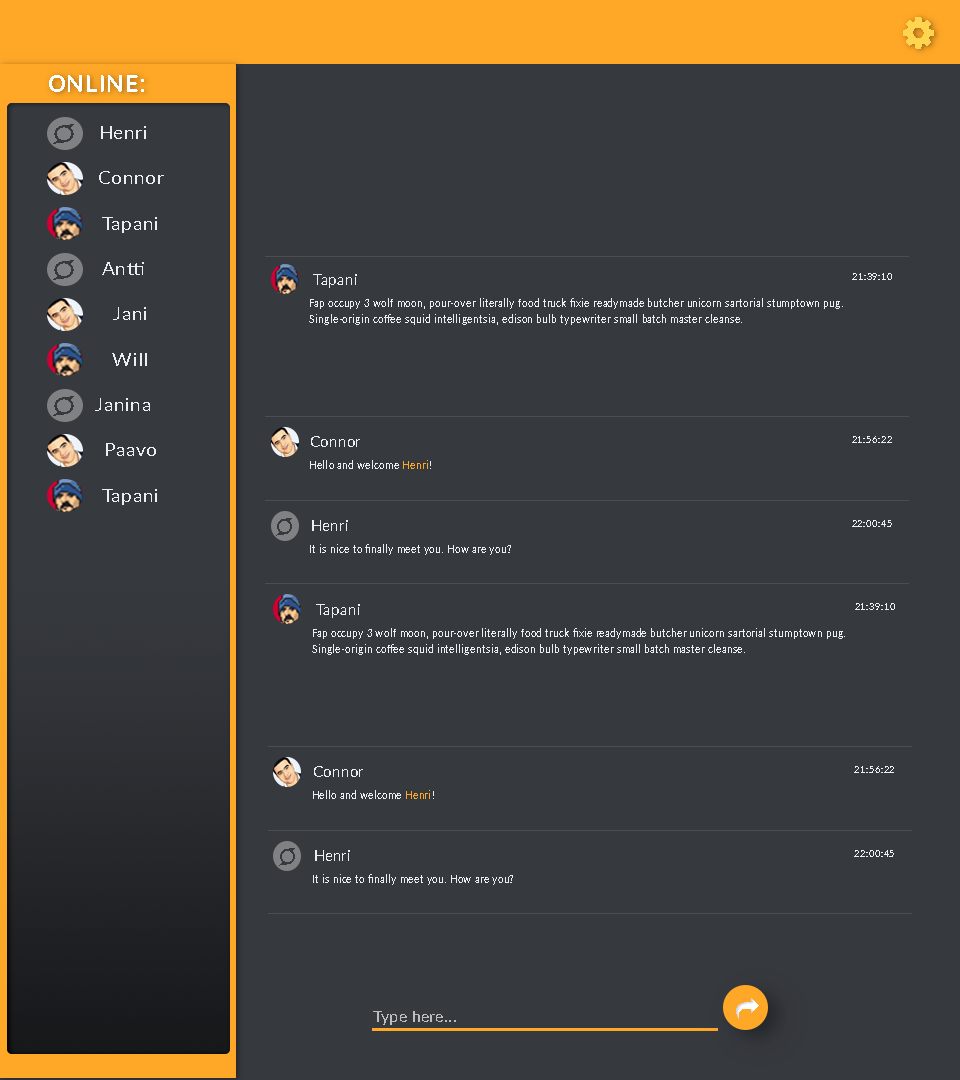 ONLINE:
Henri
Connor
Tapani
Antti
Jani
Will
Janina
Paavo
Tapani
Tapani
21:39:10
Fap occupy 3 wolf moon, pour-over literally food truck fixie readymade butcher unicorn sartorial stumptown pug.
Single-origin coffee squid intelligentsia, edison bulb typewriter small batch master cleanse.
Connor
21:56:22
Hello and welcome Henri!
Henri
22:00:45
It is nice to finally meet you. How are you?
Tapani
21:39:10
Fap occupy 3 wolf moon, pour-over literally food truck fixie readymade butcher unicorn sartorial stumptown pug.
Single-origin coffee squid intelligentsia, edison bulb typewriter small batch master cleanse.
Connor
21:56:22
Hello and welcome Henri!
Henri
22:00:45
It is nice to finally meet you. How are you?
Type here...